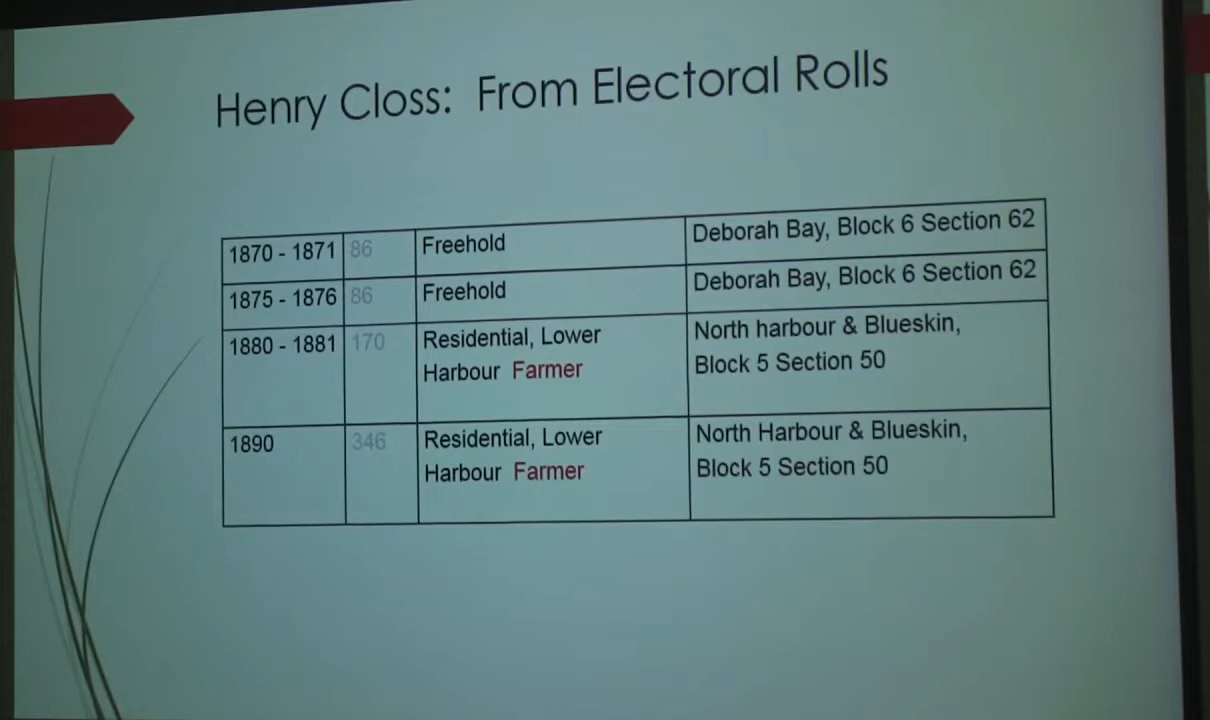 Henry Closs: From Electoral Rolls
1870 - 1871 86 Freehold Deborah Bay, Block 6 Section 62
1875 - 1876 86 Freehold Deborah Bay, Block 6 Section 62
1880 - 1881 170 Residential, Lower North harbour & Blueskin,
Harbour Farmer Block 5 Section 50
1890 346 Residential, Lower North Harbour & Blueskin,
Harbour Farmer Block 5 Section 50